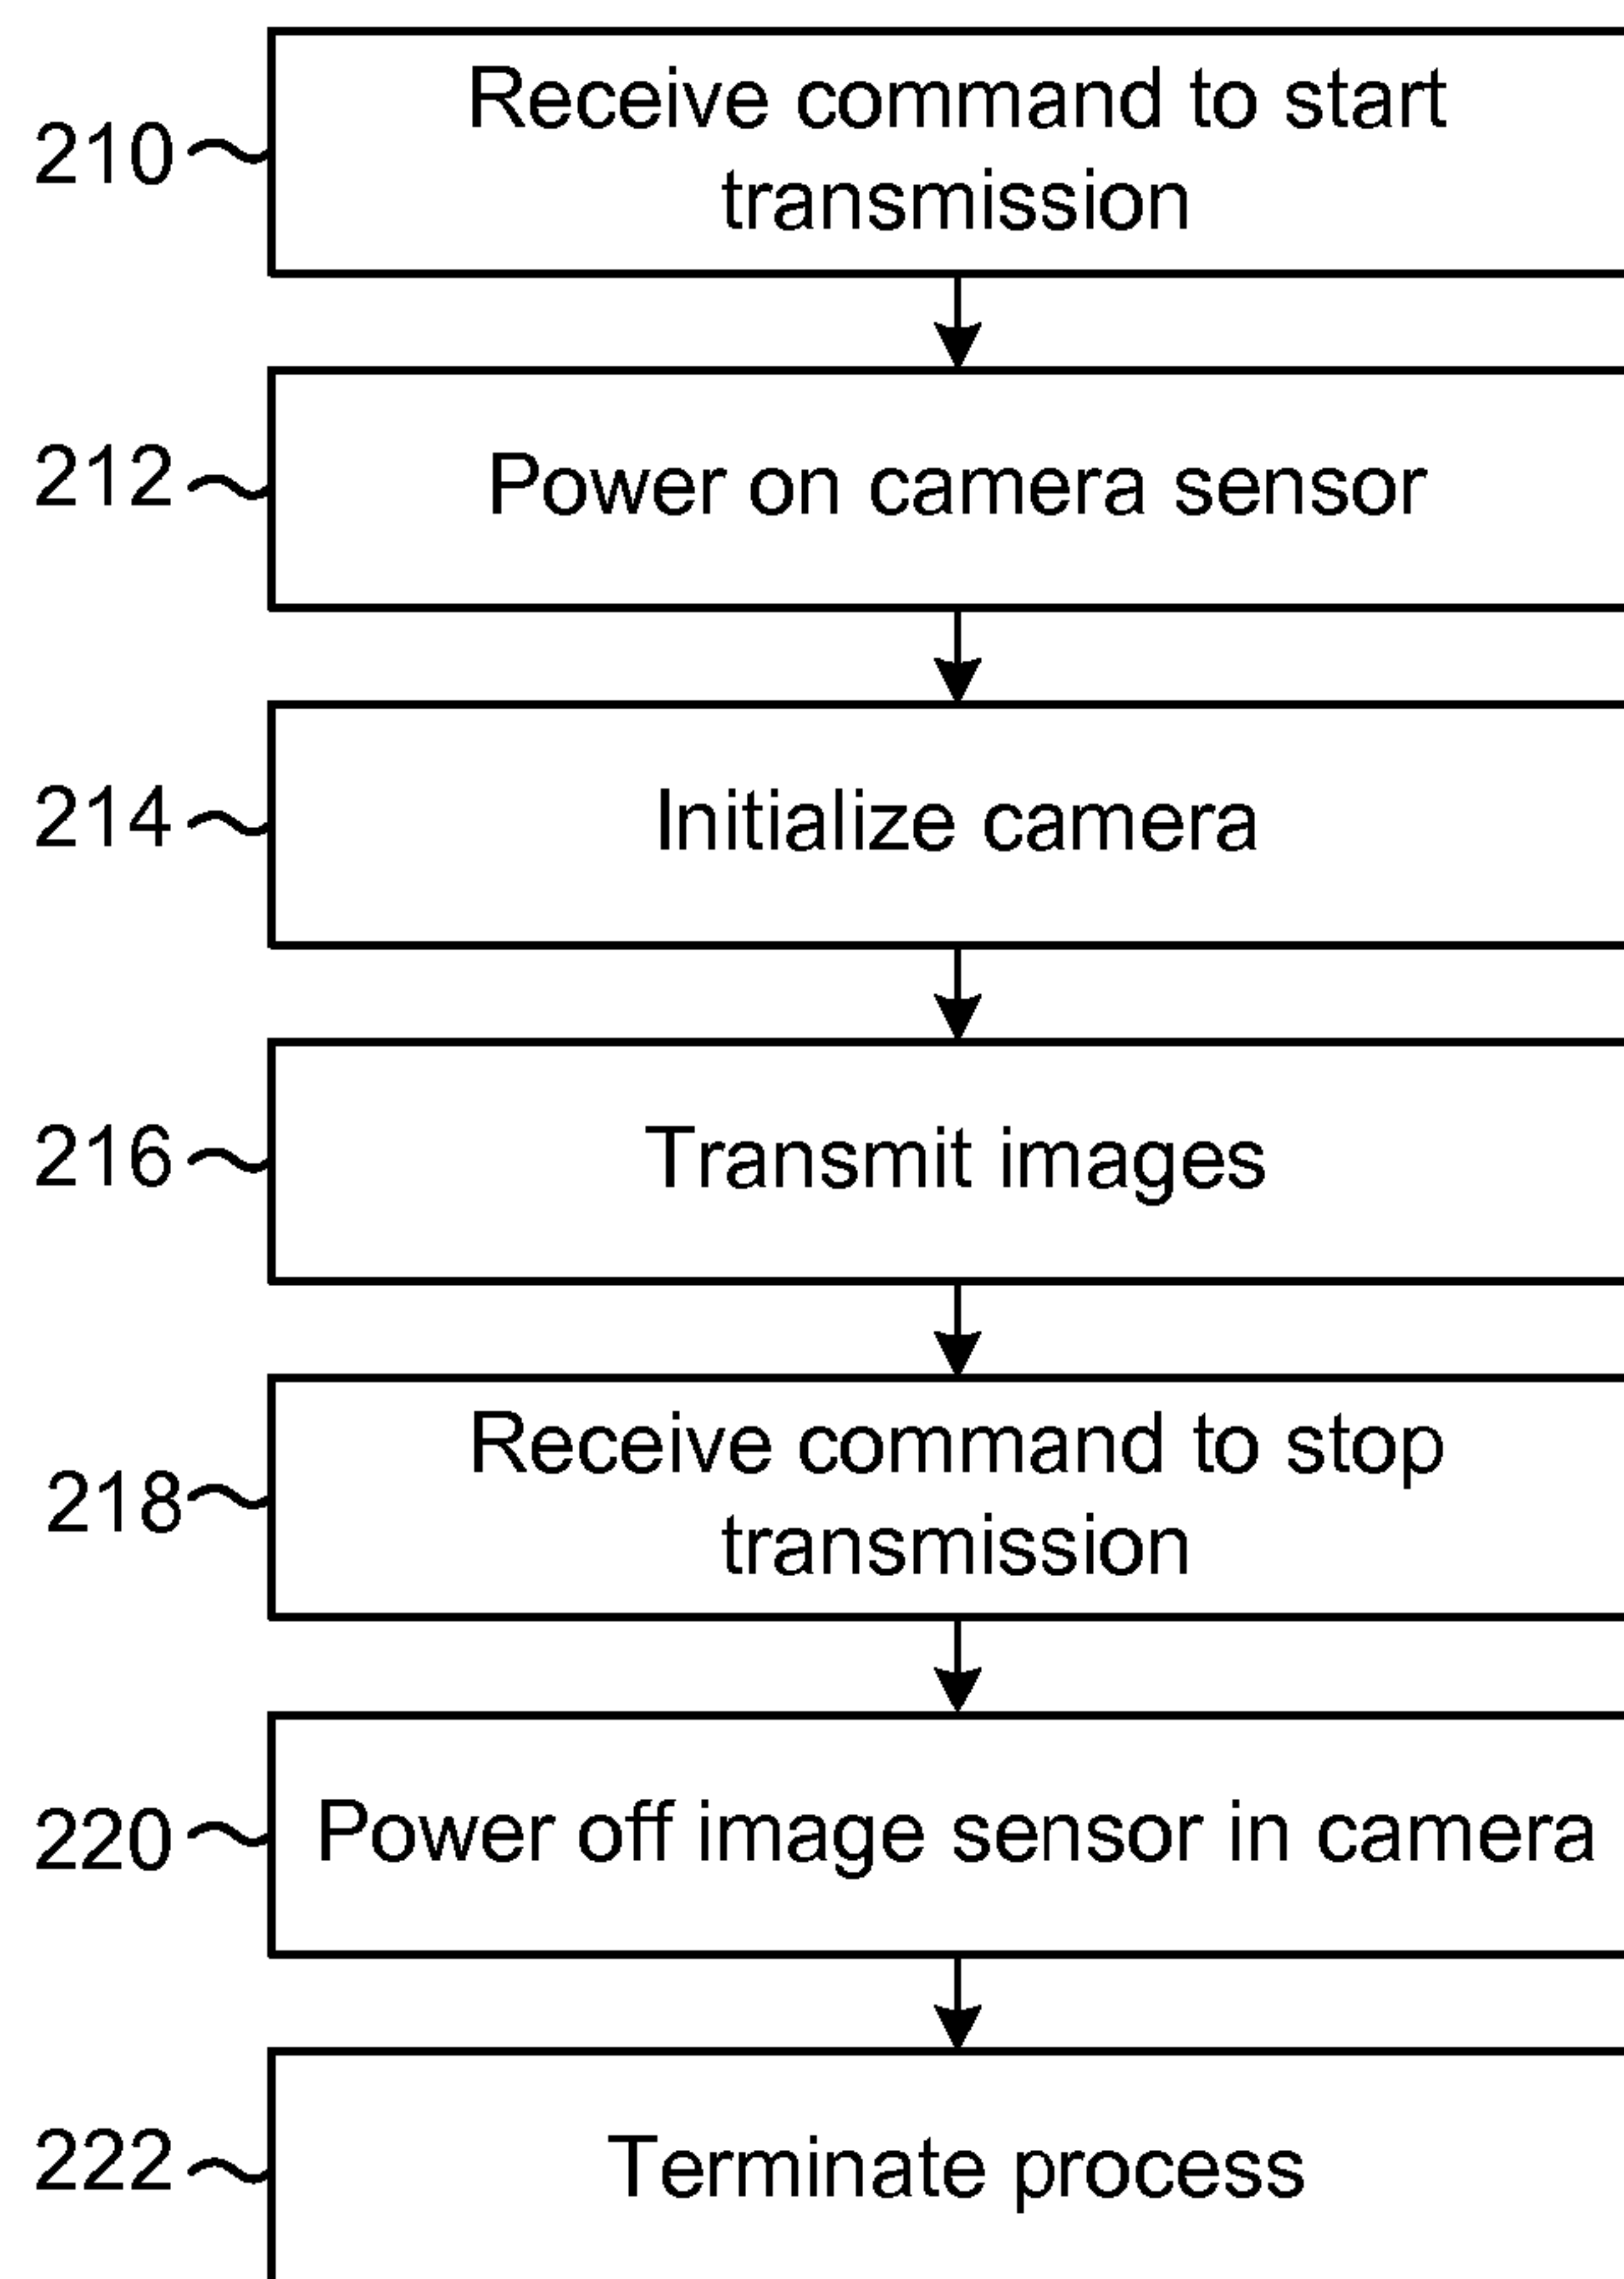 210
Receive command to start
transmission
212
Power on camera sensor
214
Initialize camera
216
Transmit images
218
Receive command to stop
transmission
220
Power off image sensor in camera
222
Terminate process